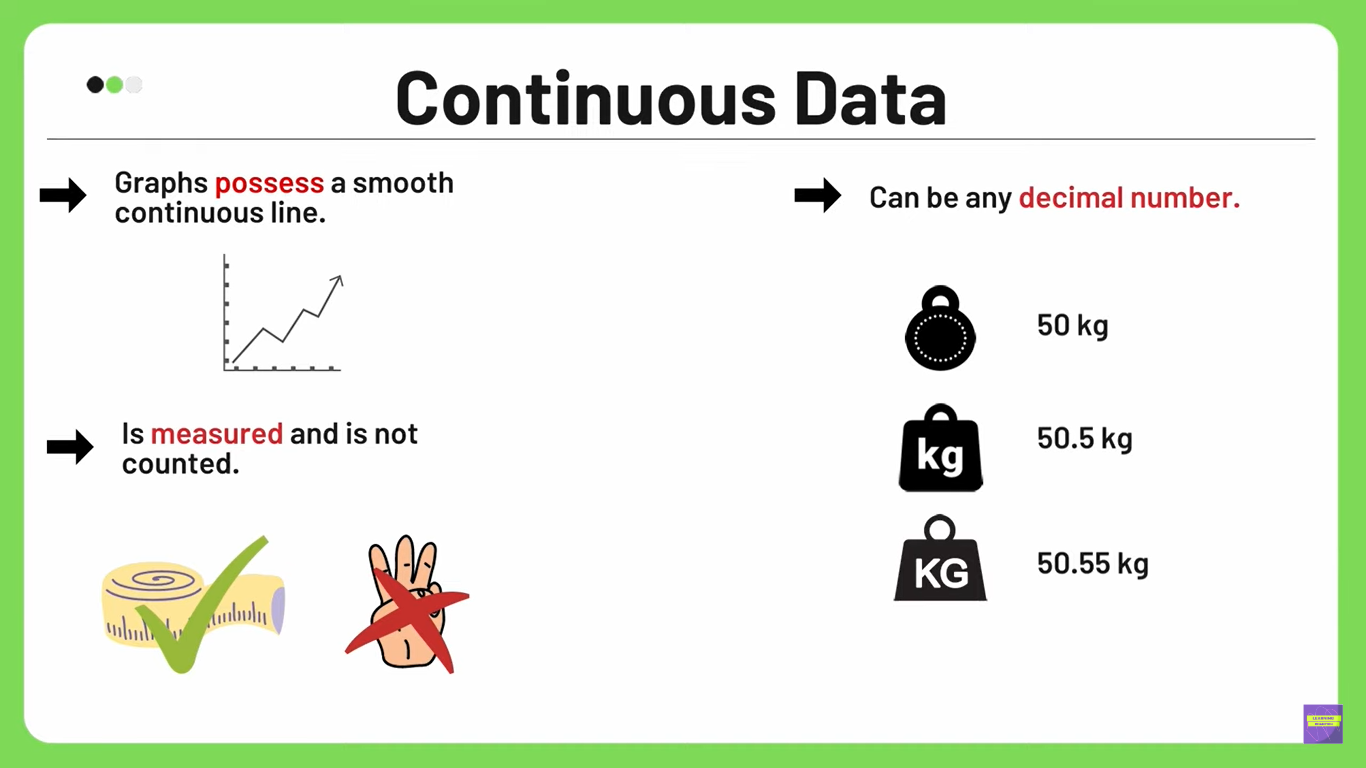 Continuous Data
Graphs possess a smooth
continuous line.
Is measured and is not
counted.
Can be any decimal number.
50 kg
kg
50.5 kg
KG
50.55 kg